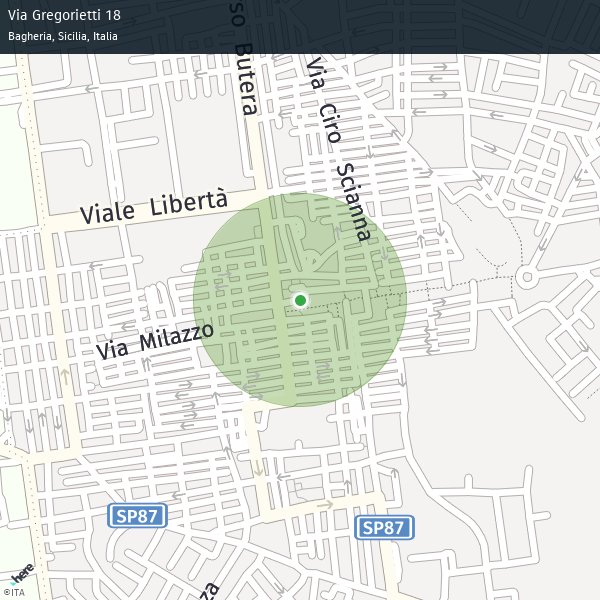 Via Gregorietti 18
Bagheria, Sicilia, Italia
so Butera
Via Ciro Scianna
Viale Libertà
Via Milazzo
SP87
SP87
za
here
©ITA